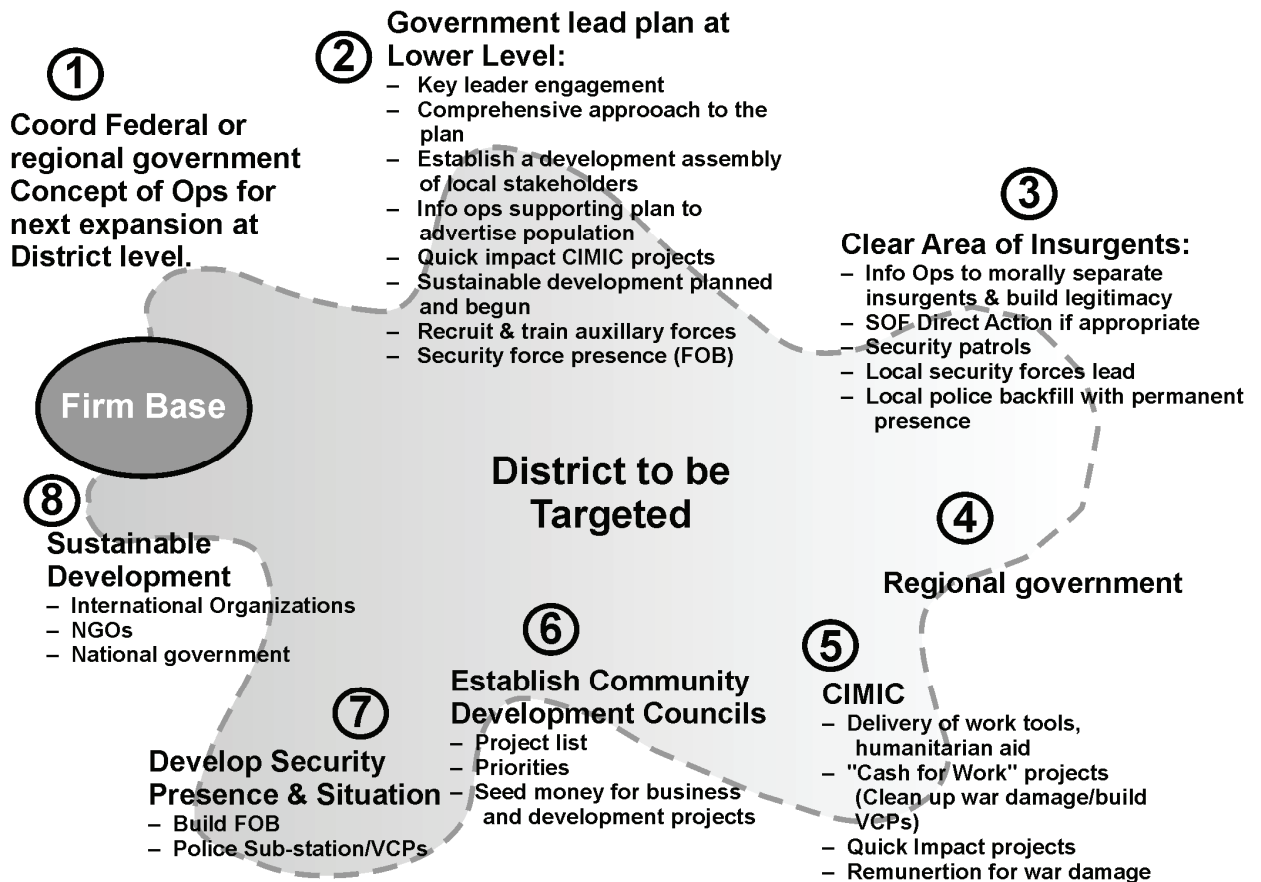 1
Coord Federal or
regional government
Concept of Ops for
next expansion at
District level.
2
Government lead plan at
Lower Level:
– Key leader engagement
– Comprehensive approoach to the
plan
– Establish a development assembly
of local stakeholders
– Info ops supporting plan to
advertise population
– Quick impact CIMIC projects
– Sustainable development planned
and begun
– Recruit & train auxillary forces
– Security force presence (FOB)
3
Clear Area of Insurgents:
– Info Ops to morally separate
insurgents & build legitimacy
– SOF Direct Action if appropriate
– Security patrols
– Local security forces lead
– Local police backfill with permanent
presence
Firm Base
District to be
Targeted
4
Regional government
5
CIMIC
– Delivery of work tools,
humanitarian aid
– "Cash for Work" projects
(Clean up war damage/build
VCPs)
– Quick Impact projects
– Remunertion for war damage
6
Establish Community
Development Councils
– Project list
– Priorities
– Seed money for business
and development projects
7
Develop Security
Presence & Situation
– Build FOB
– Police Sub-station/VCPs
8
Sustainable
Development
– International Organizations
– NGOs
– National government